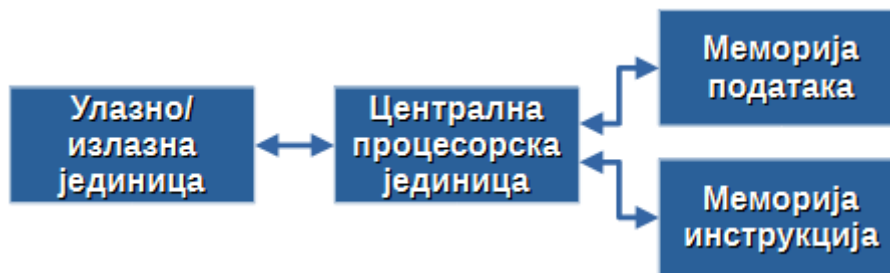 Улазно/
излазна
јединица
Централна
процесорска
јединица
Меморија
података
Меморија
инструкција